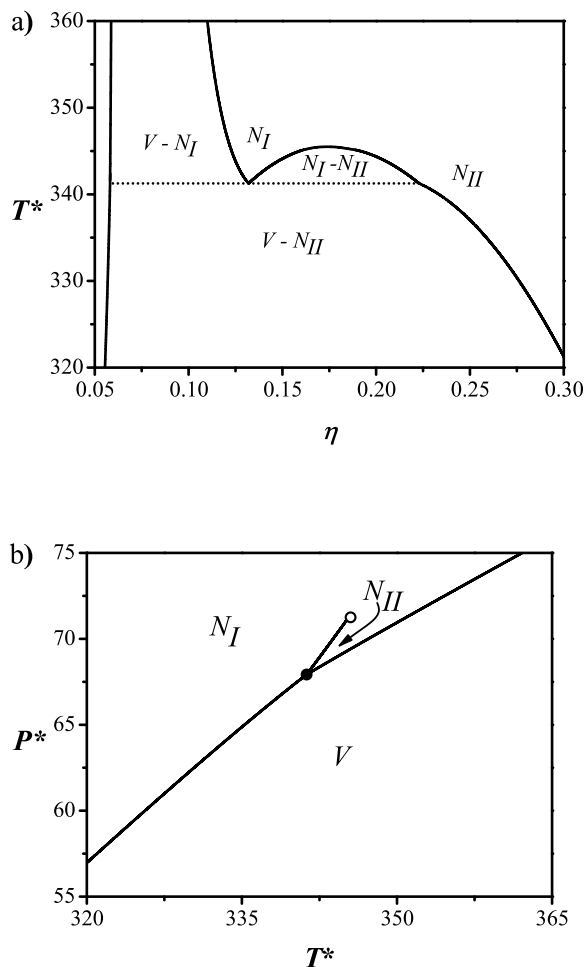 a)
360
350
340
330
320
T*
V - N_I
N_I
N_I-N_II
N_II
V - N_II
0.05
0.10
0.15
0.20
0.25
0.30
η
b)
75
70
65
60
55
P*
N_I
N_II
V
320
335
350
365
T*